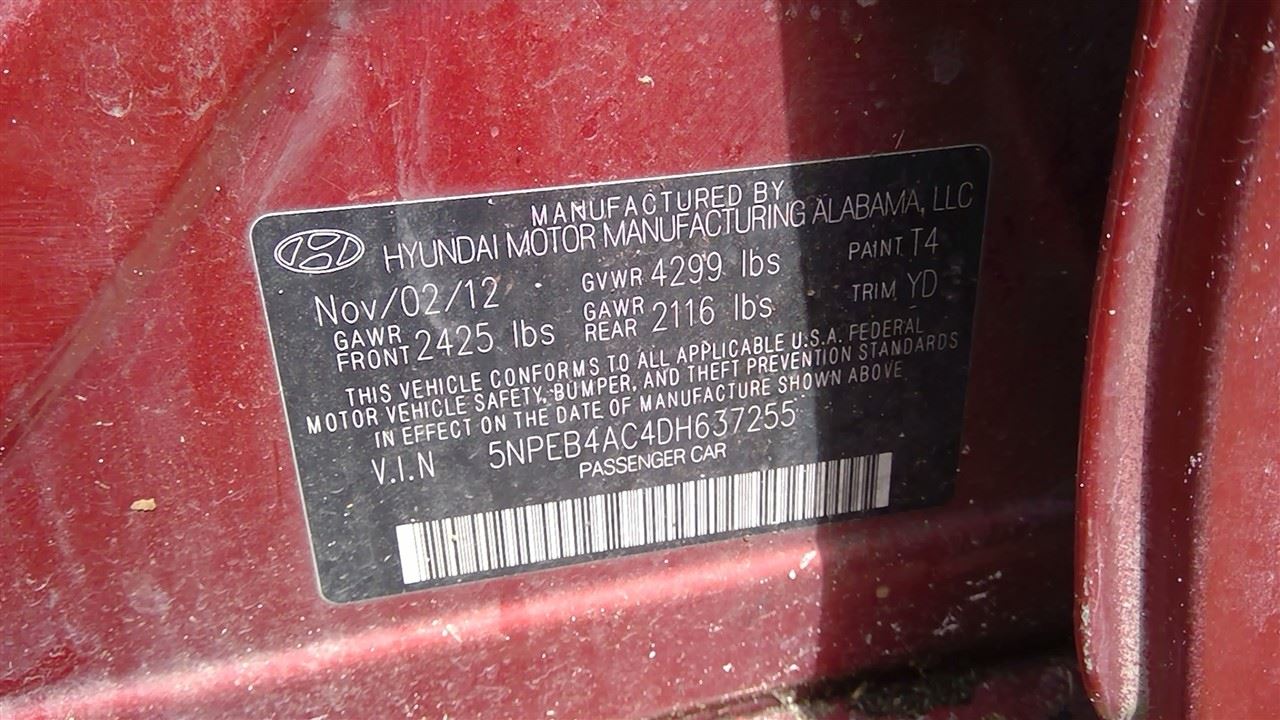 MANUFACTURED BY
HYUNDAI MOTOR MANUFACTURING ALABAMA, LLC
Nov/02/12 GVWR 4299 lbs PAINT T4
GAWR FRONT 2425 lbs GAWR REAR 2116 lbs TRIM YD
THIS VEHICLE CONFORMS TO ALL APPLICABLE U.S.A. FEDERAL
MOTOR VEHICLE SAFETY, BUMPER, AND THEFT PREVENTION STANDARDS
IN EFFECT ON THE DATE OF MANUFACTURE SHOWN ABOVE
V.I.N 5NPEB4AC4DH637255
PASSENGER CAR